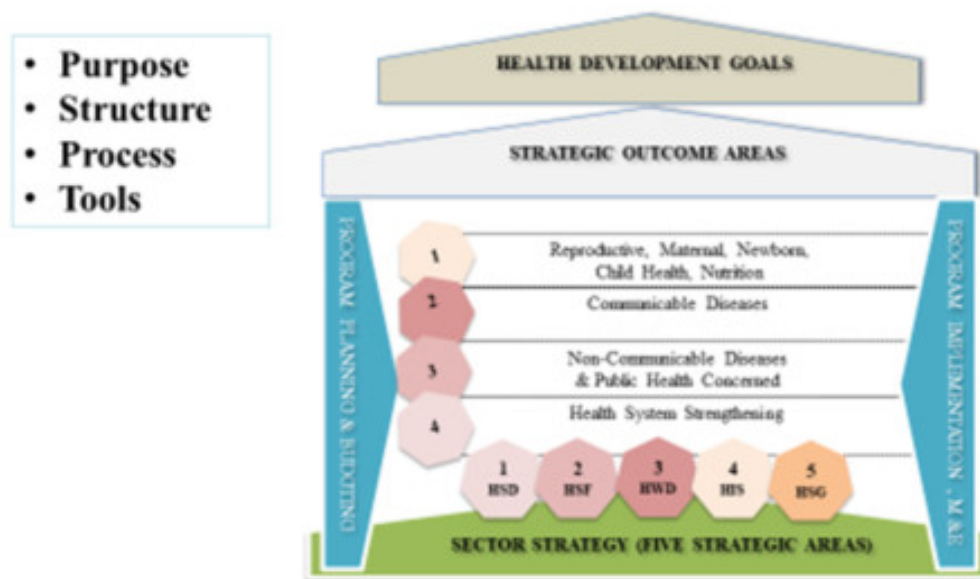 • Purpose
• Structure
• Process
• Tools
HEALTH DEVELOPMENT GOALS
STRATEGIC OUTCOME AREAS
PROGRAM PLANNING & BUDGETING
1
Reproductive, Maternal, Newborn,
Child Health, Nutrition
2
Communicable Diseases
3
Non-Communicable Diseases
& Public Health Concerned
4
Health System Strengthening
1
HSD
2
HSF
3
HWD
4
HIS
5
HSG
PROGRAM IMPLEMENTATION , M &E
SECTOR STRATEGY (FIVE STRATEGIC AREAS)